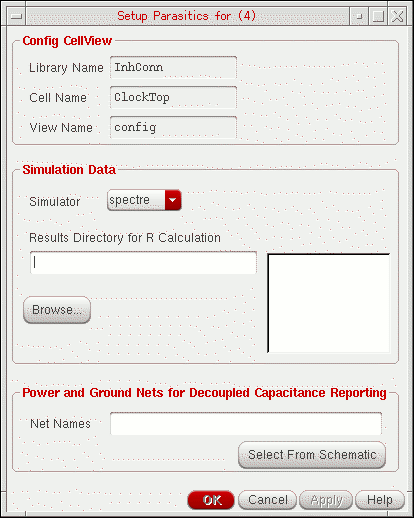 Setup Parasitics for (4)
Config CellView
Library Name InhConn
Cell Name ClockTop
View Name config
Simulation Data
Simulator spectre
Results Directory for R Calculation
Browse...
Power and Ground Nets for Decoupled Capacitance Reporting
Net Names
Select From Schematic
OK Cancel Apply Help